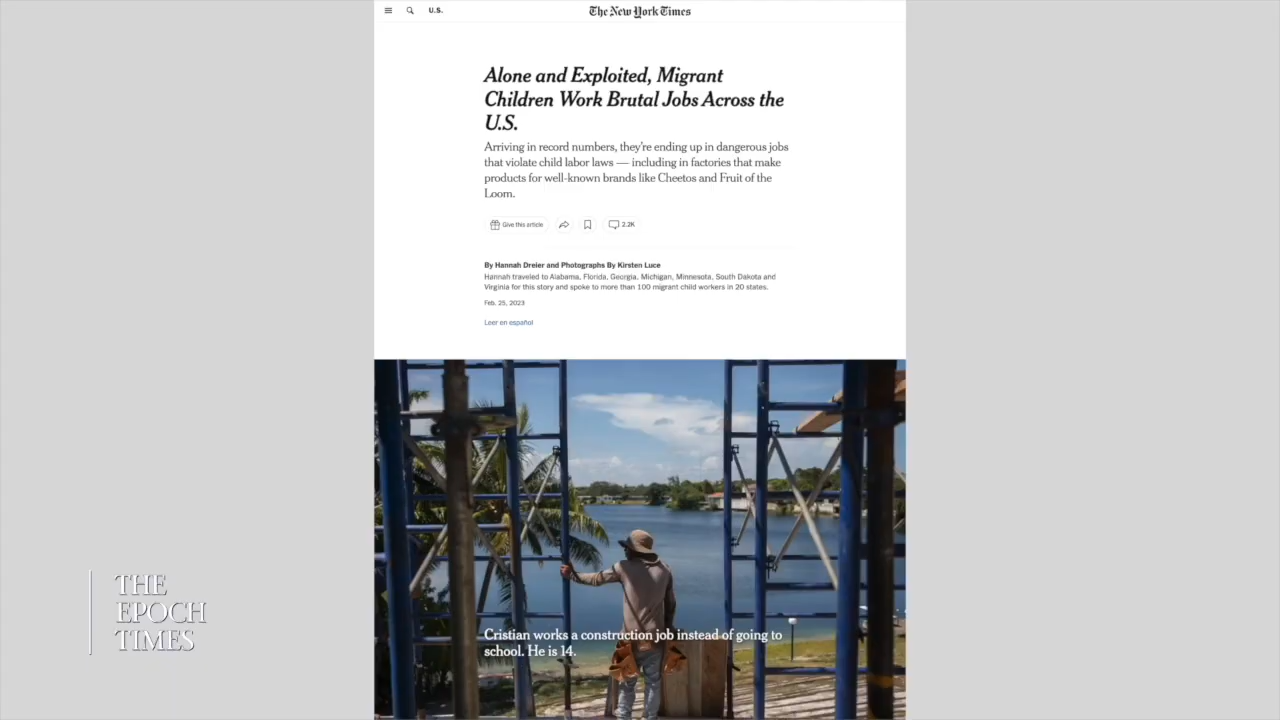 U.S.
The New York Times
Alone and Exploited, Migrant
Children Work Brutal Jobs Across the
U.S.
Arriving in record numbers, they're ending up in dangerous jobs
that violate child labor laws — including in factories that make
products for well-known brands like Cheetos and Fruit of the
Loom.
Give this article
2.2K
By Hannah Dreier and Photographs By Kirsten Luce
Hannah traveled to Alabama, Florida, Georgia, Michigan, Minnesota, South Dakota and
Virginia for this story and spoke to more than 100 migrant child workers in 20 states.
Feb. 25, 2023
Leer en español
Cristian works a construction job instead of going to
school. He is 14.
THE
EPOCH
TIMES